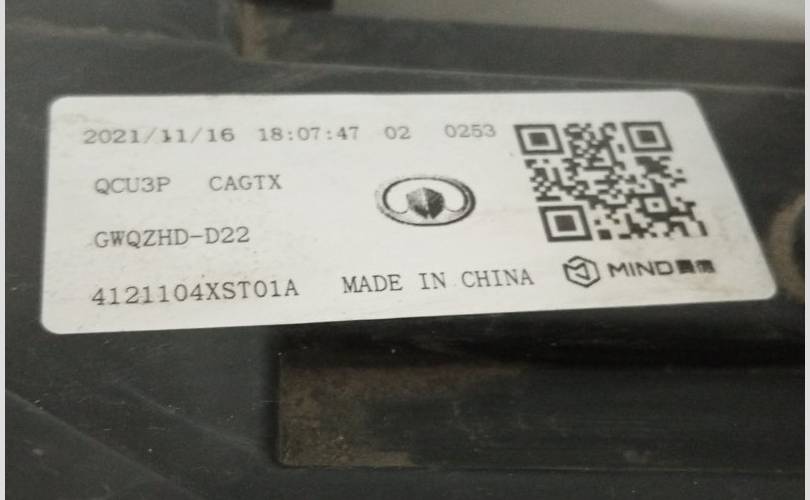 2021/11/16 18:07:47 02 0253
QCU3P CAGTX
GWQZHD-D22
4121104XST01A MADE IN CHINA
MIND